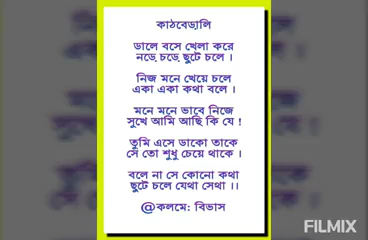 কাঠবেড়ালি
ডালে বসে খেলা করে
নড়ে চড়ে ছুটে চলে ।
নিজ মনে খেয়ে চলে
একা একা কথা বলে ।
মনে মনে ভাবে নিজে
সুখে আমি আছি কি যে !
তুমি এসে ডাকো তাকে
সে তো শুধু চেয়ে থাকে ।
বলে না সে কোনো কথা
ছুটে চলে যেথা সেথা ।।
@কলমে: বিভাস
FILMIX